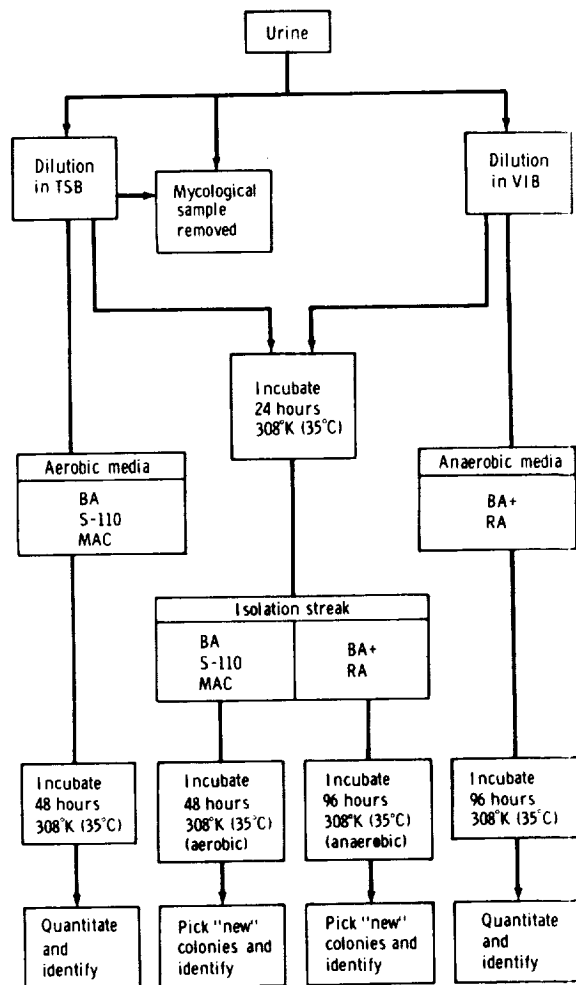 Urine
Dilution
in TSB
Mycological
sample
removed
Dilution
in VIB
Incubate
24 hours
308°K (35°C)
Aerobic media
BA
S-110
MAC
Anaerobic media
BA+
RA
Isolation streak
BA
S-110
MAC
BA+
RA
Incubate
48 hours
308°K (35°C)
Incubate
48 hours
308°K (35°C)
(aerobic)
Incubate
96 hours
308°K (35°C)
(anaerobic)
Incubate
96 hours
308°K (35°C)
Quantitate
and
identify
Pick "new"
colonies and
identify
Pick "new"
colonies and
identify
Quantitate
and
identify